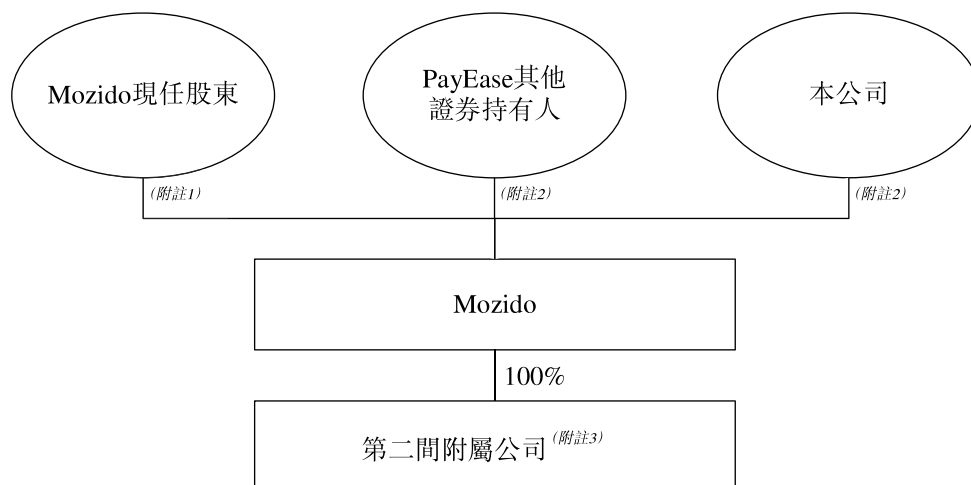 Mozido現任股東
PayEase其他
證券持有人
本公司
(附註1)
(附註2)
(附註2)
Mozido
100%
第二間附屬公司(附註3)